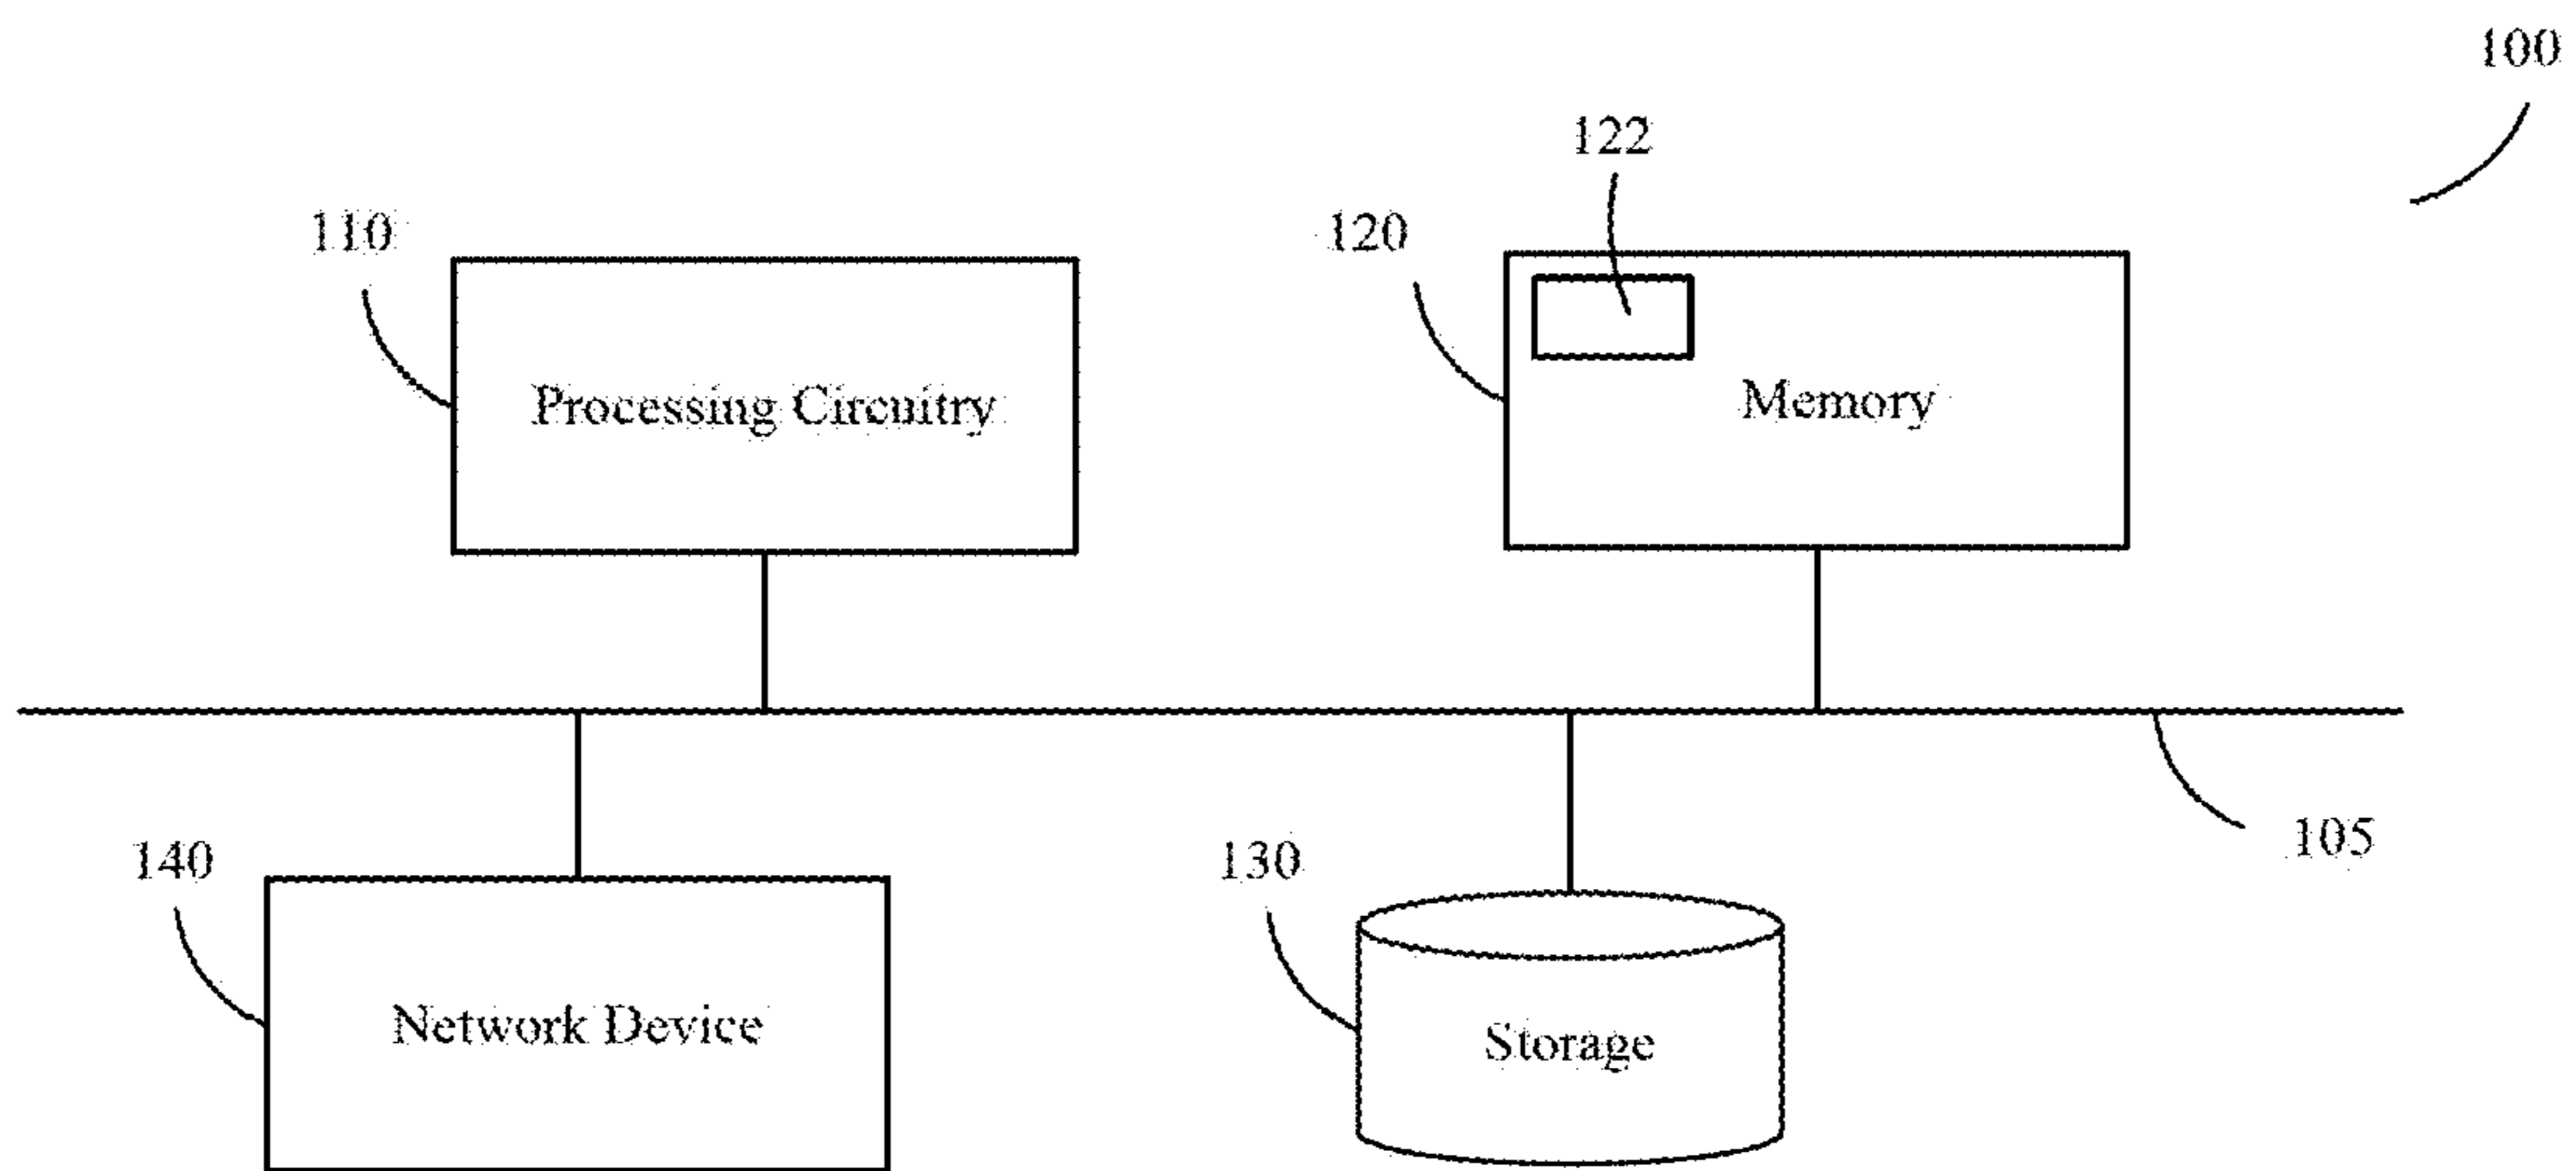 100
122
110
120
Processing Circuitry
Memory
105
140
130
Network Device
Storage